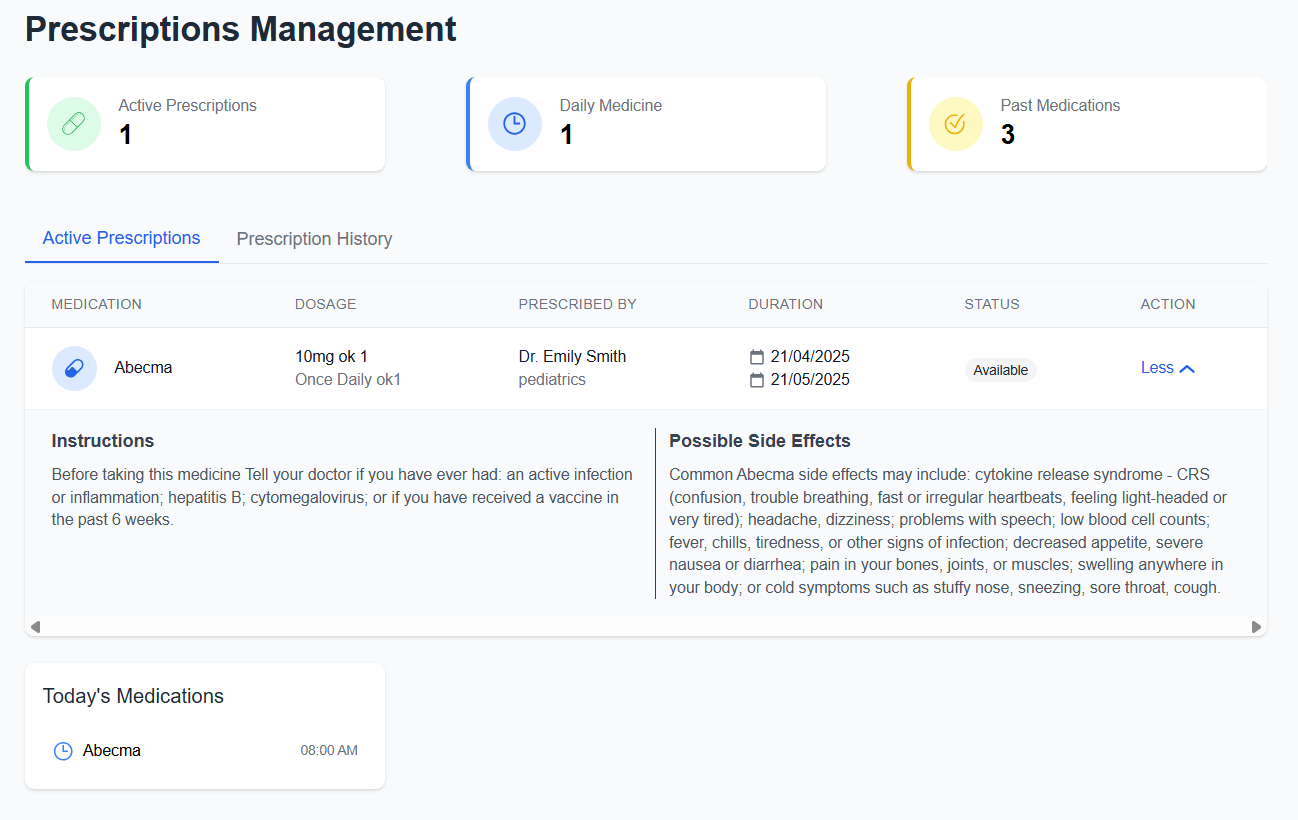 Prescriptions Management
Active Prescriptions
1
Daily Medicine
1
Past Medications
3
Active Prescriptions
Prescription History
MEDICATION DOSAGE PRESCRIBED BY DURATION STATUS ACTION
Abecma
10mg ok 1
Once Daily ok1
Dr. Emily Smith
pediatrics
21/04/2025
21/05/2025
Available
Less
Instructions
Before taking this medicine Tell your doctor if you have ever had: an active infection
or inflammation; hepatitis B; cytomegalovirus; or if you have received a vaccine in
the past 6 weeks.
Possible Side Effects
Common Abecma side effects may include: cytokine release syndrome - CRS
(confusion, trouble breathing, fast or irregular heartbeats, feeling light-headed or
very tired); headache, dizziness; problems with speech; low blood cell counts;
fever, chills, tiredness, or other signs of infection; decreased appetite, severe
nausea or diarrhea; pain in your bones, joints, or muscles; swelling anywhere in
your body; or cold symptoms such as stuffy nose, sneezing, sore throat, cough.
Today's Medications
Abecma 08:00 AM